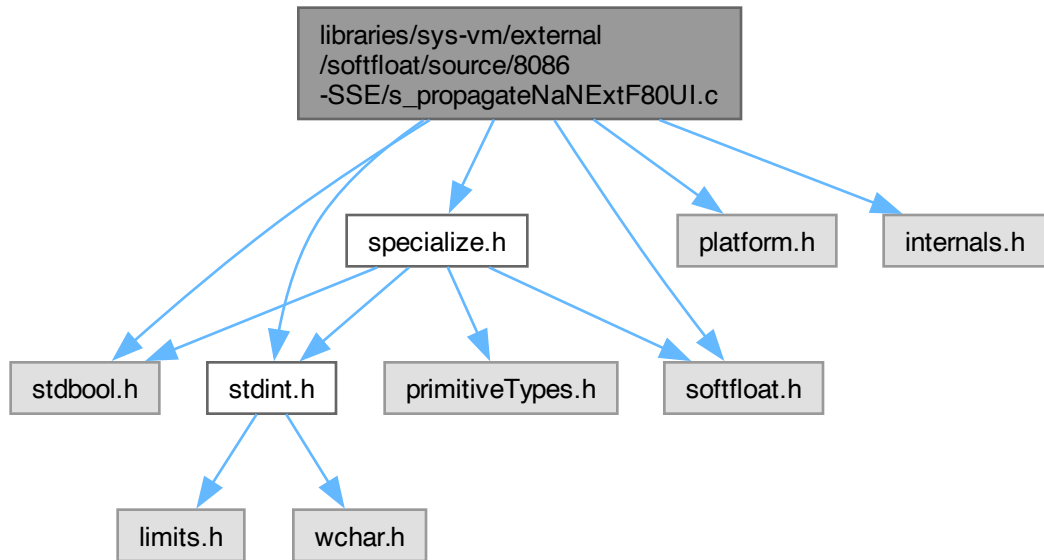 libraries/sys-vm/external
/softfloat/source/8086
-SSE/s_propagateNaNExtF80UI.c
specialize.h
platform.h
internals.h
stdbool.h
stdint.h
primitiveTypes.h
softfloat.h
limits.h
wchar.h